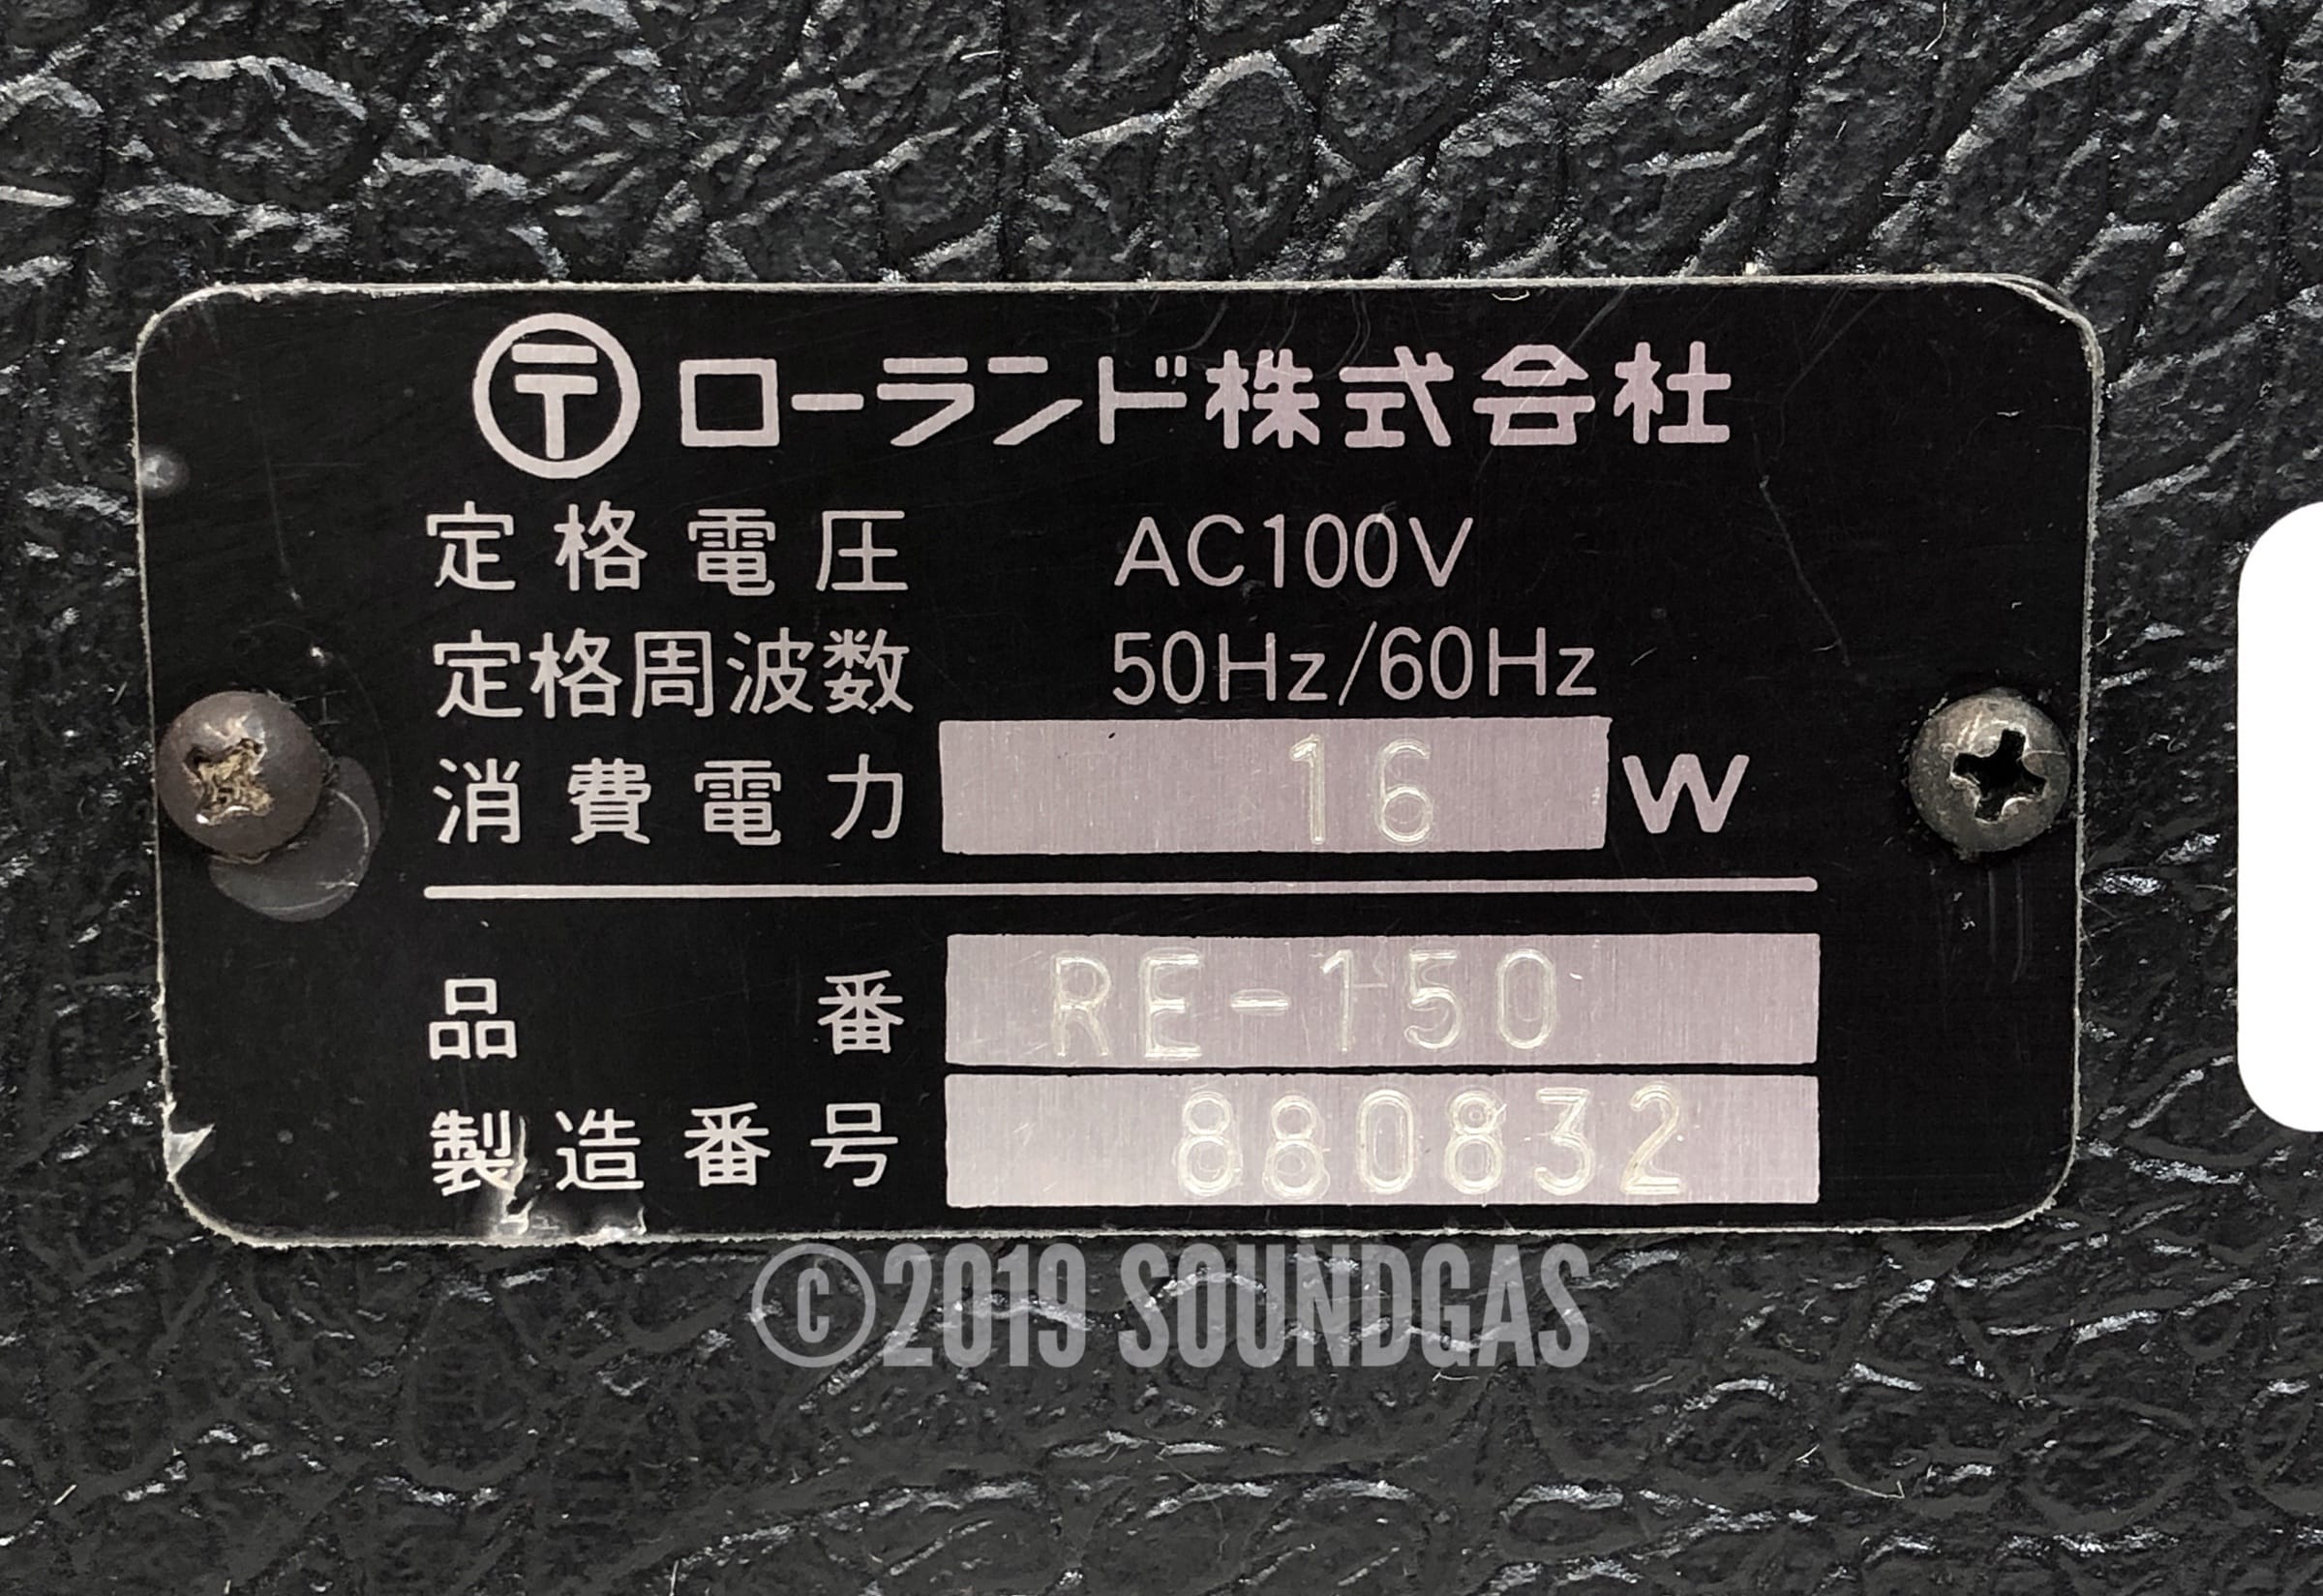 〒 ローランド株式会社
定格電圧 AC100V
定格周波数 50Hz/60Hz
消費電力 16 W
品番 RE-150
製造番号 880832
©2019 SOUNDGAS